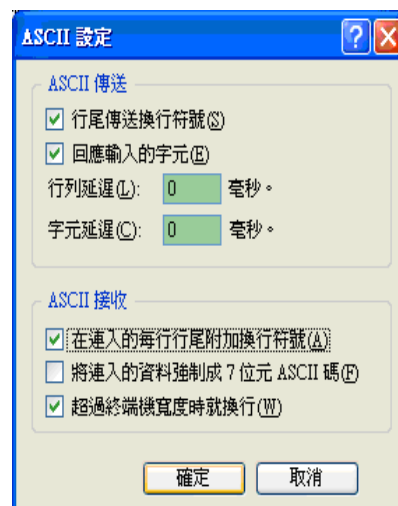 ASCII 設定
ASCII 傳送
行尾傳送換行符號(S)
回應輸入的字元(E)
行列延遲(L): 0 毫秒。
字元延遲(C): 0 毫秒。
ASCII 接收
在連入的每行行尾附加換行符號(A)
將連入的資料強制成 7 位元 ASCII 碼(F)
超過終端機寬度時就換行(W)
確定 取消